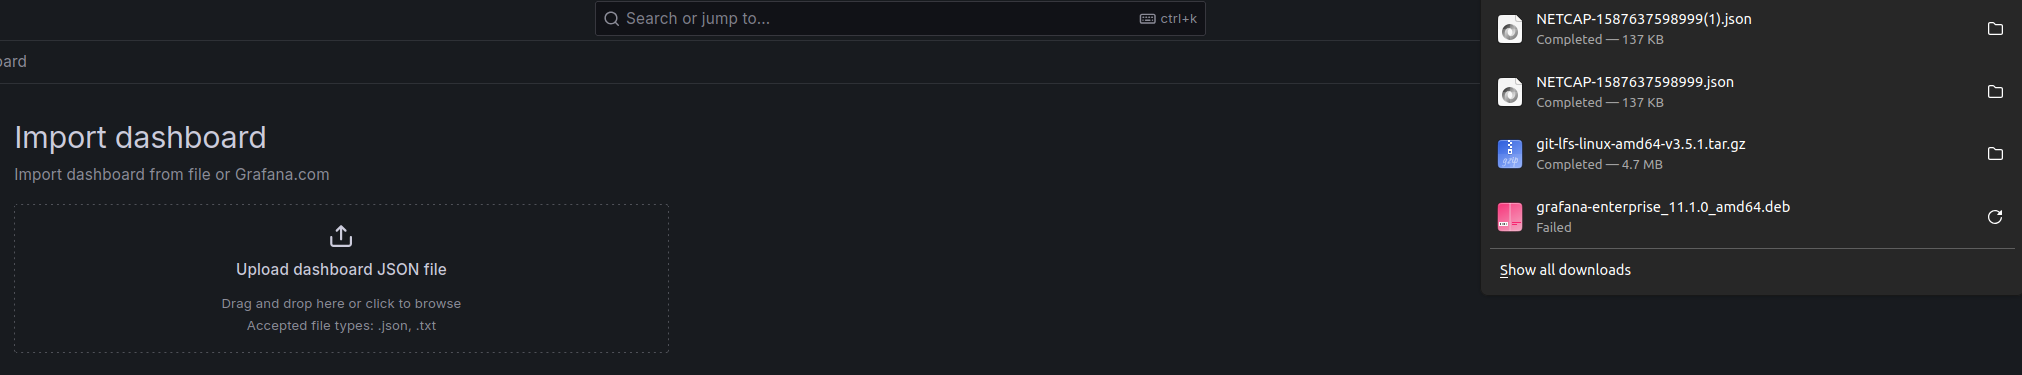 Search or jump to...
ctrl+k
oard
Import dashboard
Import dashboard from file or Grafana.com
Upload dashboard JSON file
Drag and drop here or click to browse
Accepted file types: .json, .txt
NETCAP-1587637598999(1).json
Completed — 137 KB
NETCAP-1587637598999.json
Completed — 137 KB
git-lfs-linux-amd64-v3.5.1.tar.gz
Completed — 4.7 MB
grafana-enterprise_11.1.0_amd64.deb
Failed
Show all downloads